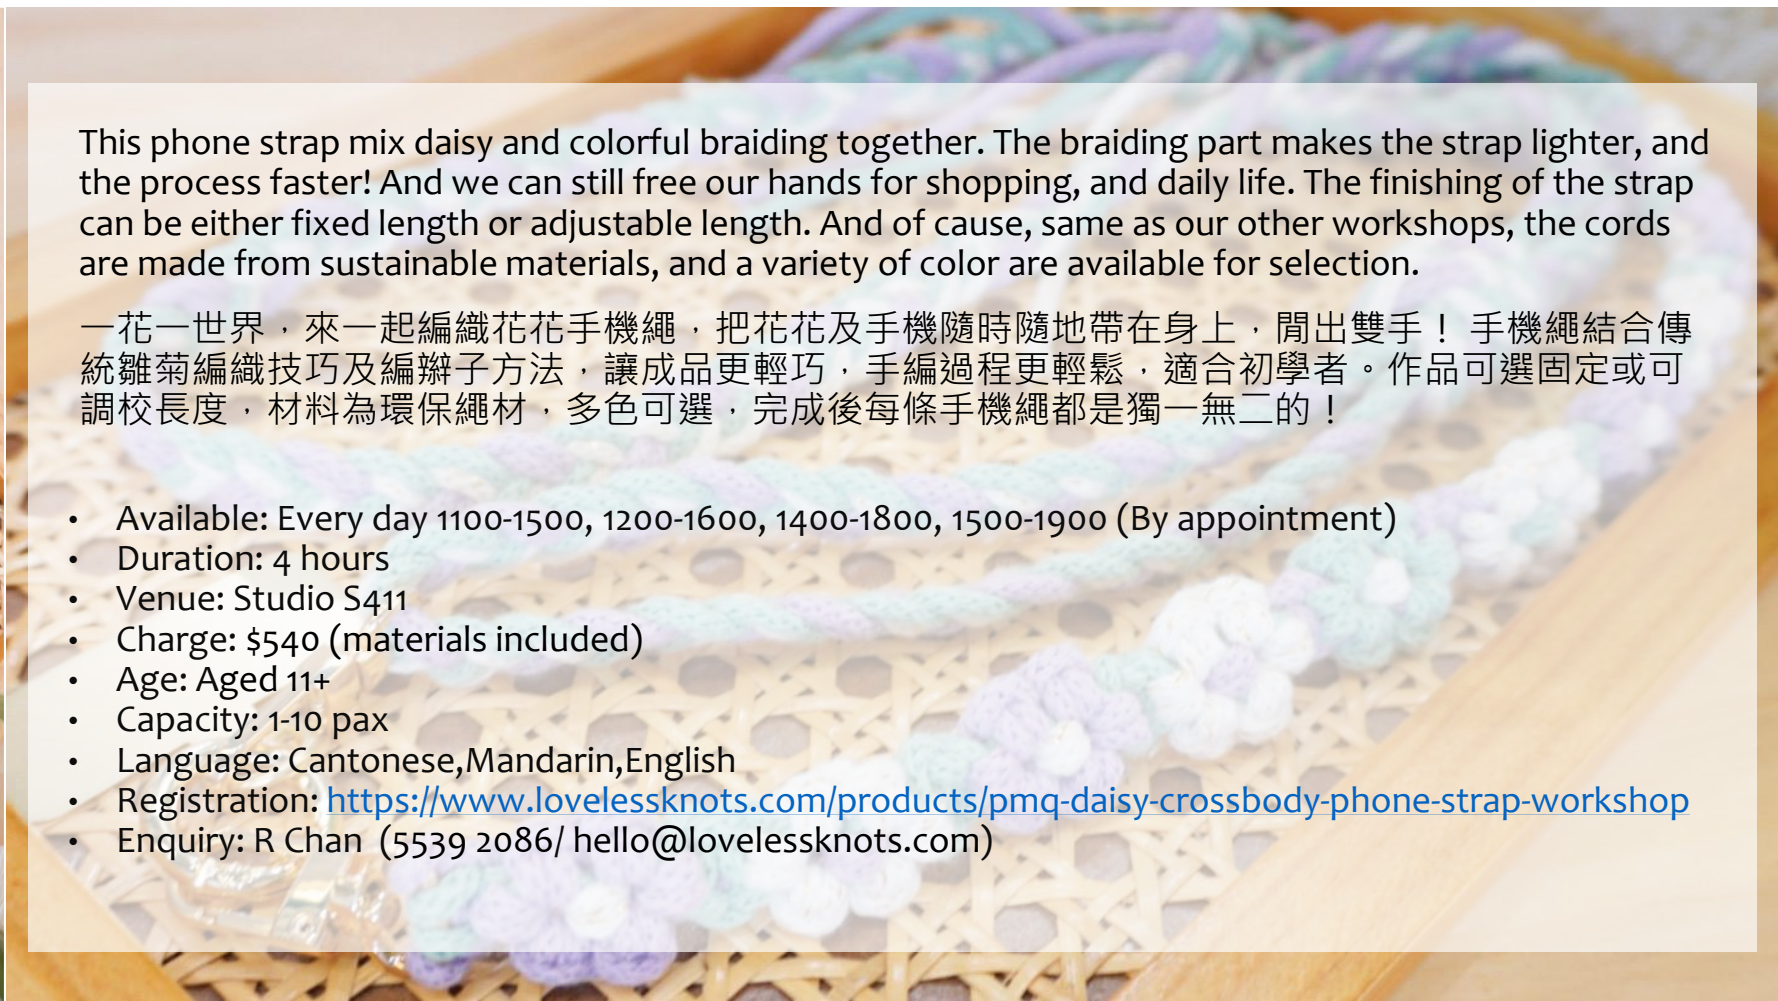 This phone strap mix daisy and colorful braiding together. The braiding part makes the strap lighter, and
the process faster! And we can still free our hands for shopping, and daily life. The finishing of the strap
can be either fixed length or adjustable length. And of cause, same as our other workshops, the cords
are made from sustainable materials, and a variety of color are available for selection.
一花一世界，來一起編織花花手機繩，把花花及手機隨時隨地帶在身上，閒出雙手！ 手機繩結合傳
統雛菊編織技巧及編辮子方法，讓成品更輕巧，手編過程更輕鬆，適合初學者。作品可選固定或可
調校長度，材料為環保繩材，多色可選，完成後每條手機繩都是獨一無二的！
• Available: Every day 1100-1500, 1200-1600, 1400-1800, 1500-1900 (By appointment)
• Duration: 4 hours
• Venue: Studio S411
• Charge: $540 (materials included)
• Age: Aged 11+
• Capacity: 1-10 pax
• Language: Cantonese,Mandarin,English
• Registration: https://www.lovelessknots.com/products/pmq-daisy-crossbody-phone-strap-workshop
• Enquiry: R Chan (5539 2086/ hello@lovelessknots.com)